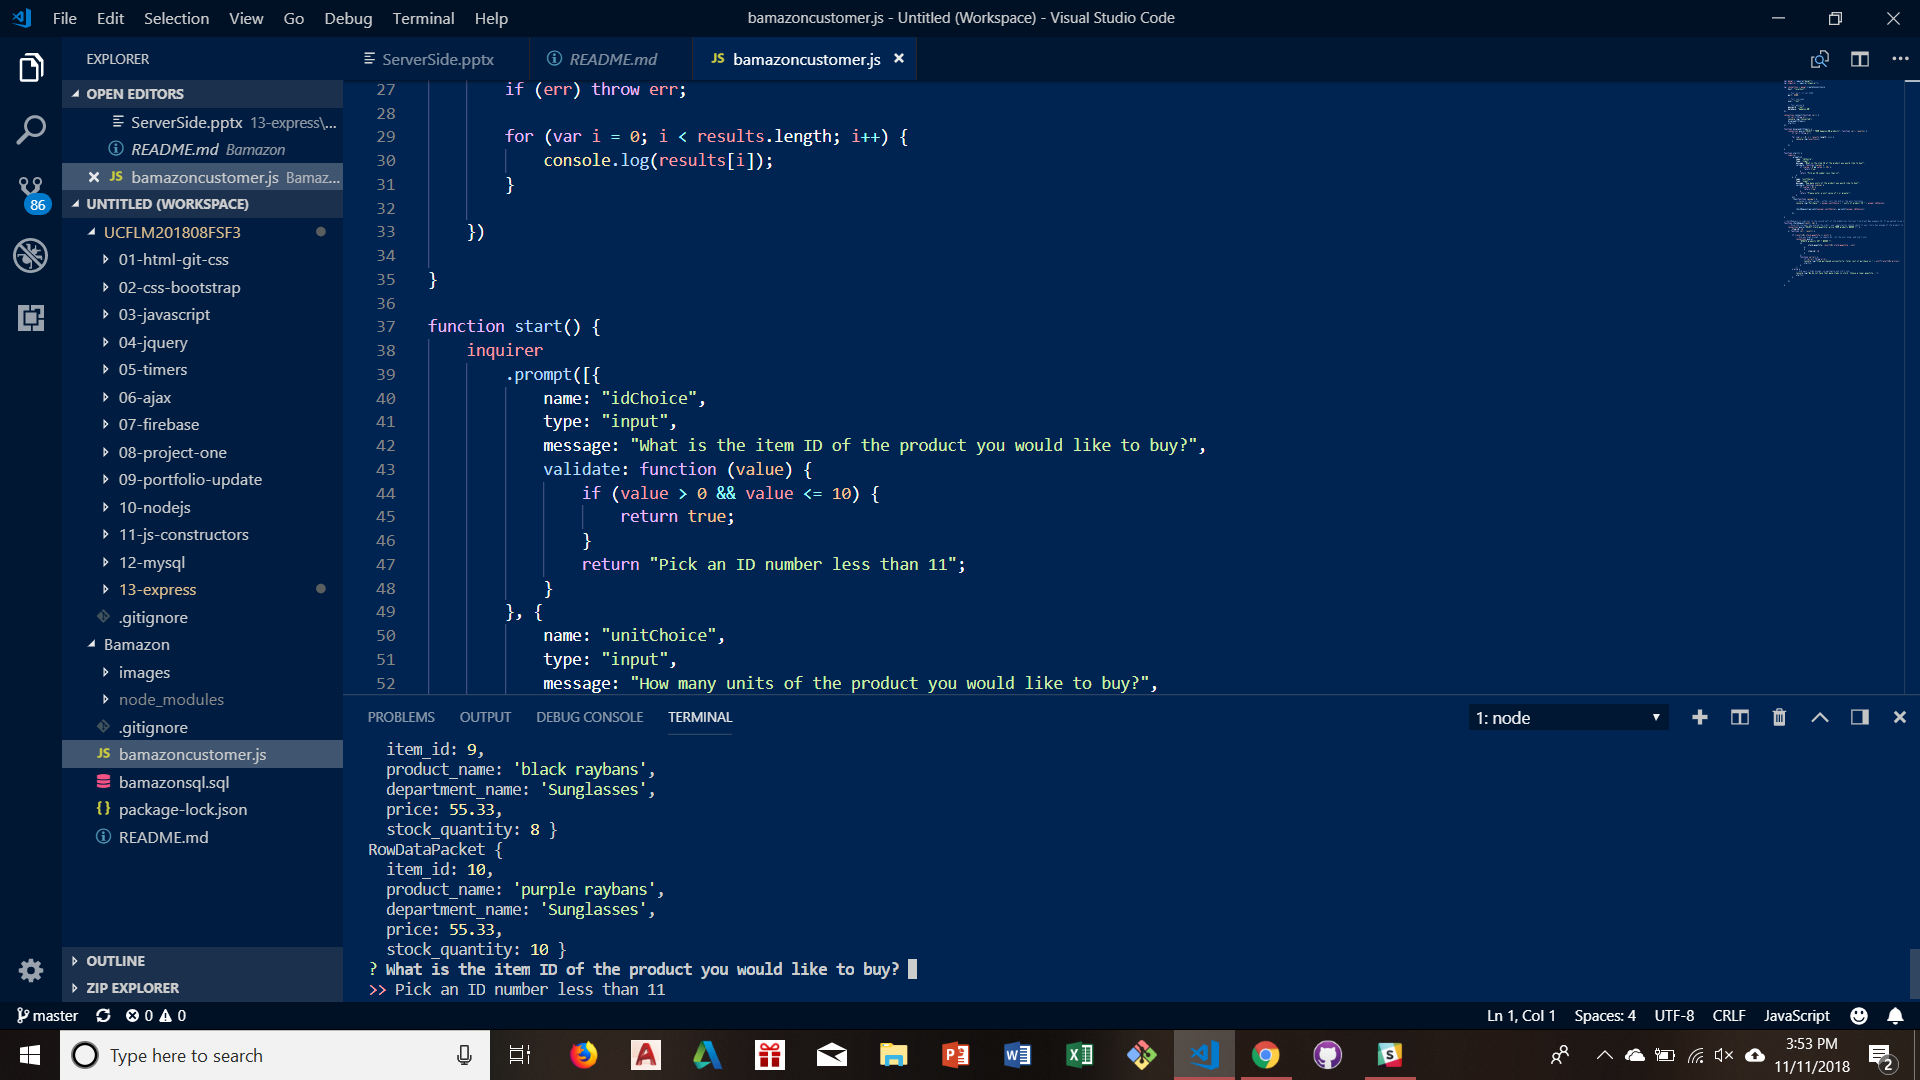 File Edit Selection View Go Debug Terminal Help
bamazoncustomer.js - Untitled (Workspace) - Visual Studio Code
EXPLORER
OPEN EDITORS
ServerSide.pptx 13-express\...
README.md Bamazon
JS bamazoncustomer.js Bamaz...
86
UNTITLED (WORKSPACE)
UCFLM201808FSF3
01-html-git-css
02-css-bootstrap
03-javascript
04-jquery
05-timers
06-ajax
07-firebase
08-project-one
09-portfolio-update
10-nodejs
11-js-constructors
12-mysql
13-express
.gitignore
Bamazon
images
node_modules
.gitignore
JS bamazoncustomer.js
bamazonsql.sql
{} package-lock.json
README.md
OUTLINE
ZIP EXPLORER
ServerSide.pptx README.md JS bamazoncustomer.js
27 if (err) throw err;
28
29 for (var i = 0; i < results.length; i++) {
30 console.log(results[i]);
31 }
32
33 })
34
35 }
36
37 function start() {
38 inquirer
39 .prompt([{
40 name: "idChoice",
41 type: "input",
42 message: "What is the item ID of the product you would like to buy?",
43 validate: function (value) {
44 if (value > 0 && value <= 10) {
45 return true;
46 }
47 return "Pick an ID number less than 11";
48 }
49 }, {
50 name: "unitChoice",
51 type: "input",
52 message: "How many units of the product you would like to buy?",
PROBLEMS OUTPUT DEBUG CONSOLE TERMINAL
1: node
item_id: 9,
product_name: 'black raybans',
department_name: 'Sunglasses',
price: 55.33,
stock_quantity: 8 }
RowDataPacket {
item_id: 10,
product_name: 'purple raybans',
department_name: 'Sunglasses',
price: 55.33,
stock_quantity: 10 }
? What is the item ID of the product you would like to buy?
>> Pick an ID number less than 11
master 0 0
Ln 1, Col 1 Spaces: 4 UTF-8 CRLF JavaScript
Type here to search
3:53 PM
11/11/2018
2